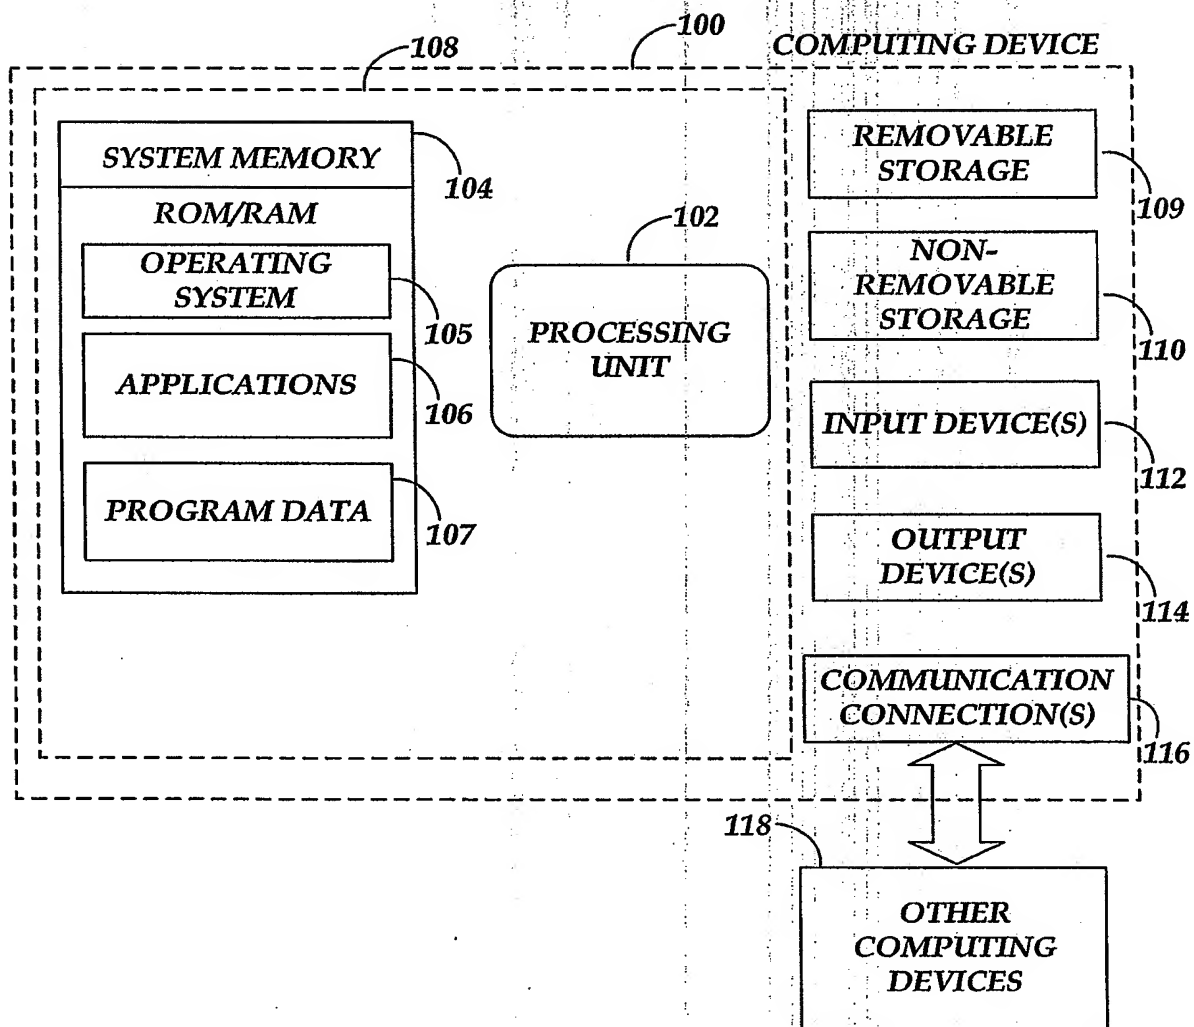 100
COMPUTING DEVICE
108
SYSTEM MEMORY
104
ROM/RAM
OPERATING
SYSTEM
105
APPLICATIONS
106
PROGRAM DATA
107
102
PROCESSING
UNIT
REMOVABLE
STORAGE
109
NON-
REMOVABLE
STORAGE
110
INPUT DEVICE(S)
112
OUTPUT
DEVICE(S)
114
COMMUNICATION
CONNECTION(S)
116
118
OTHER
COMPUTING
DEVICES